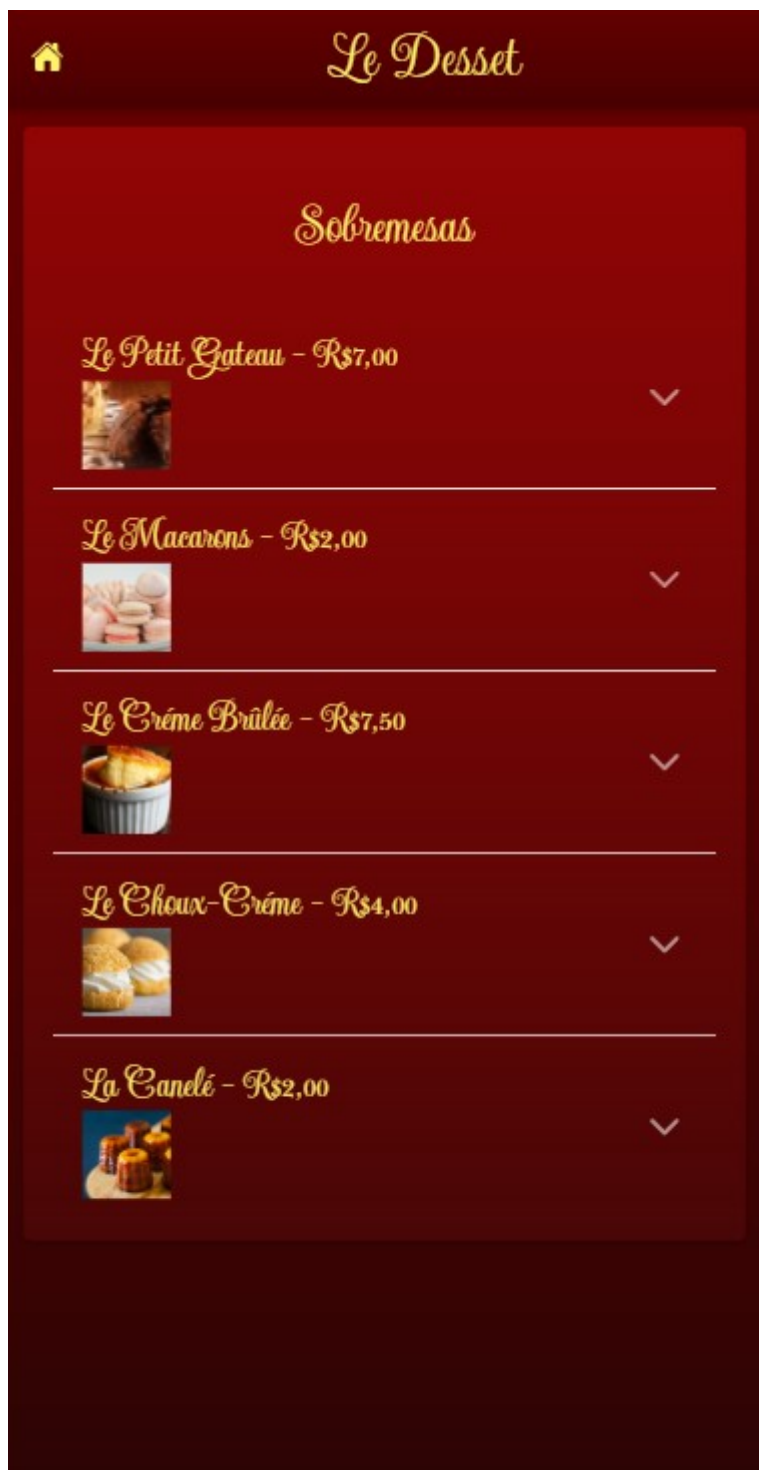 Le Desset
Sobremesas
Le Petit Gateau - R$7,00
Le Macarons - R$2,00
Le Créme Brûlée - R$7,50
Le Choux-Créme - R$4,00
La Canelé - R$2,00